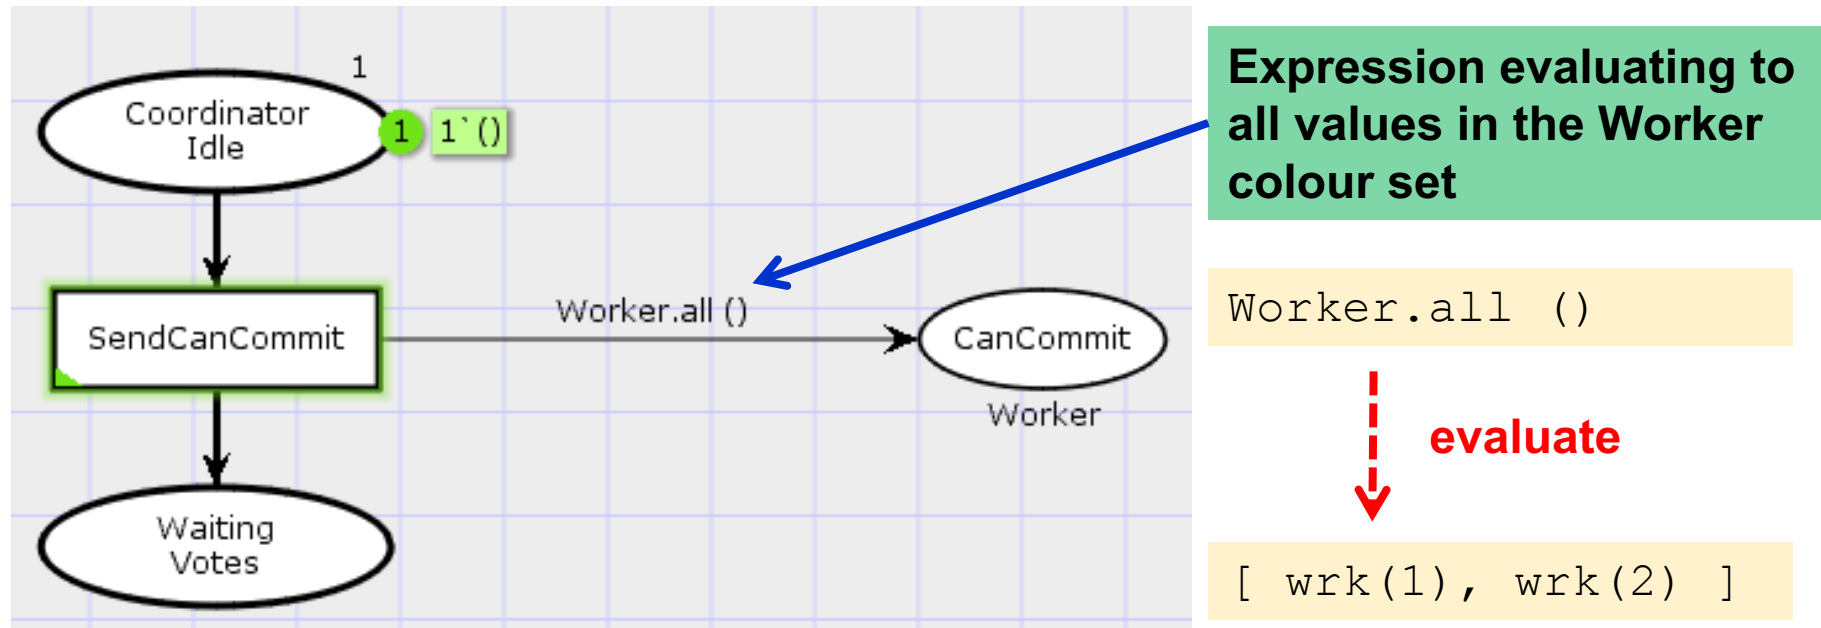 1
Coordinator
Idle
1
1`()
SendCanCommit
Worker.all ()
CanCommit
Worker
Waiting
Votes
Expression evaluating to
all values in the Worker
colour set
Worker.all ()
evaluate
[ wrk(1), wrk(2) ]